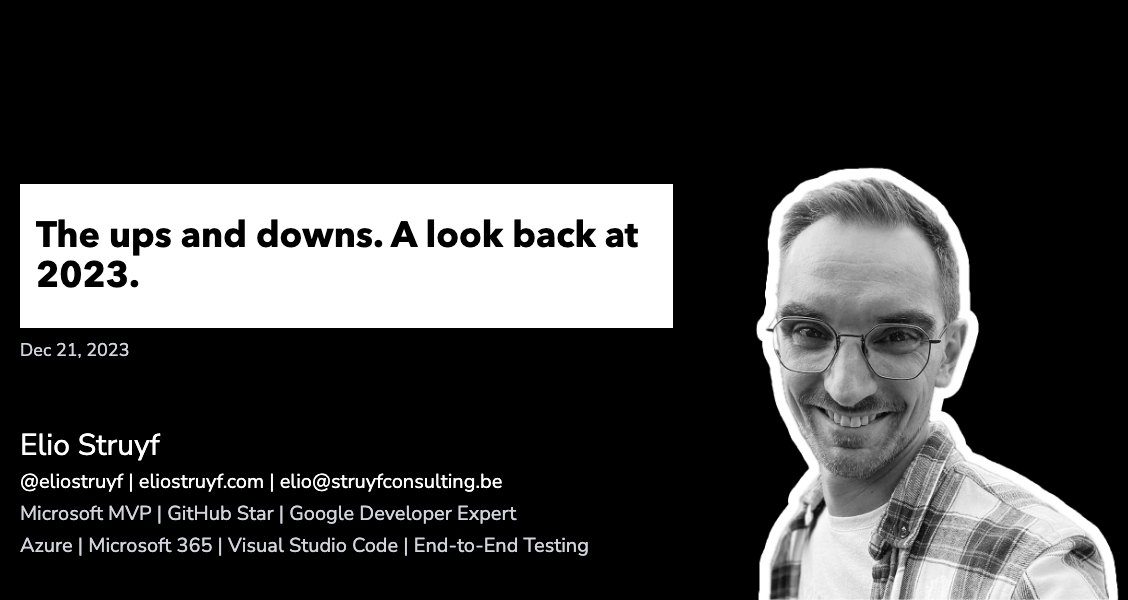 The ups and downs. A look back at
2023.
Dec 21, 2023
Elio Struyf
@eliostruyf | eliostruyf.com | elio@struyfconsulting.be
Microsoft MVP | GitHub Star | Google Developer Expert
Azure | Microsoft 365 | Visual Studio Code | End-to-End Testing